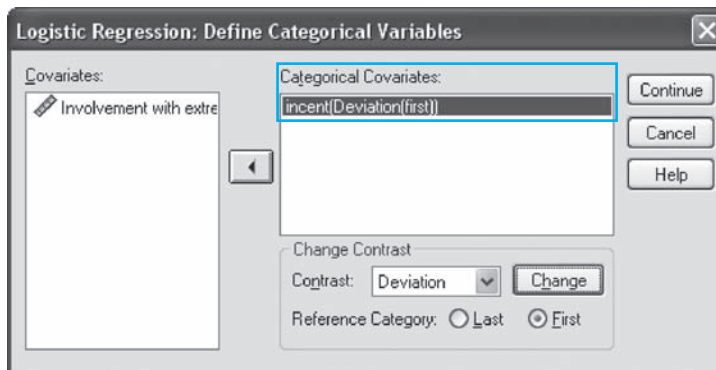 Logistic Regression: Define Categorical Variables
Covariates:
Involvement with extre
Categorical Covariates:
incent(Deviation(first))
Continue
Cancel
Help
Change Contrast
Contrast: Deviation Change
Reference Category: Last First